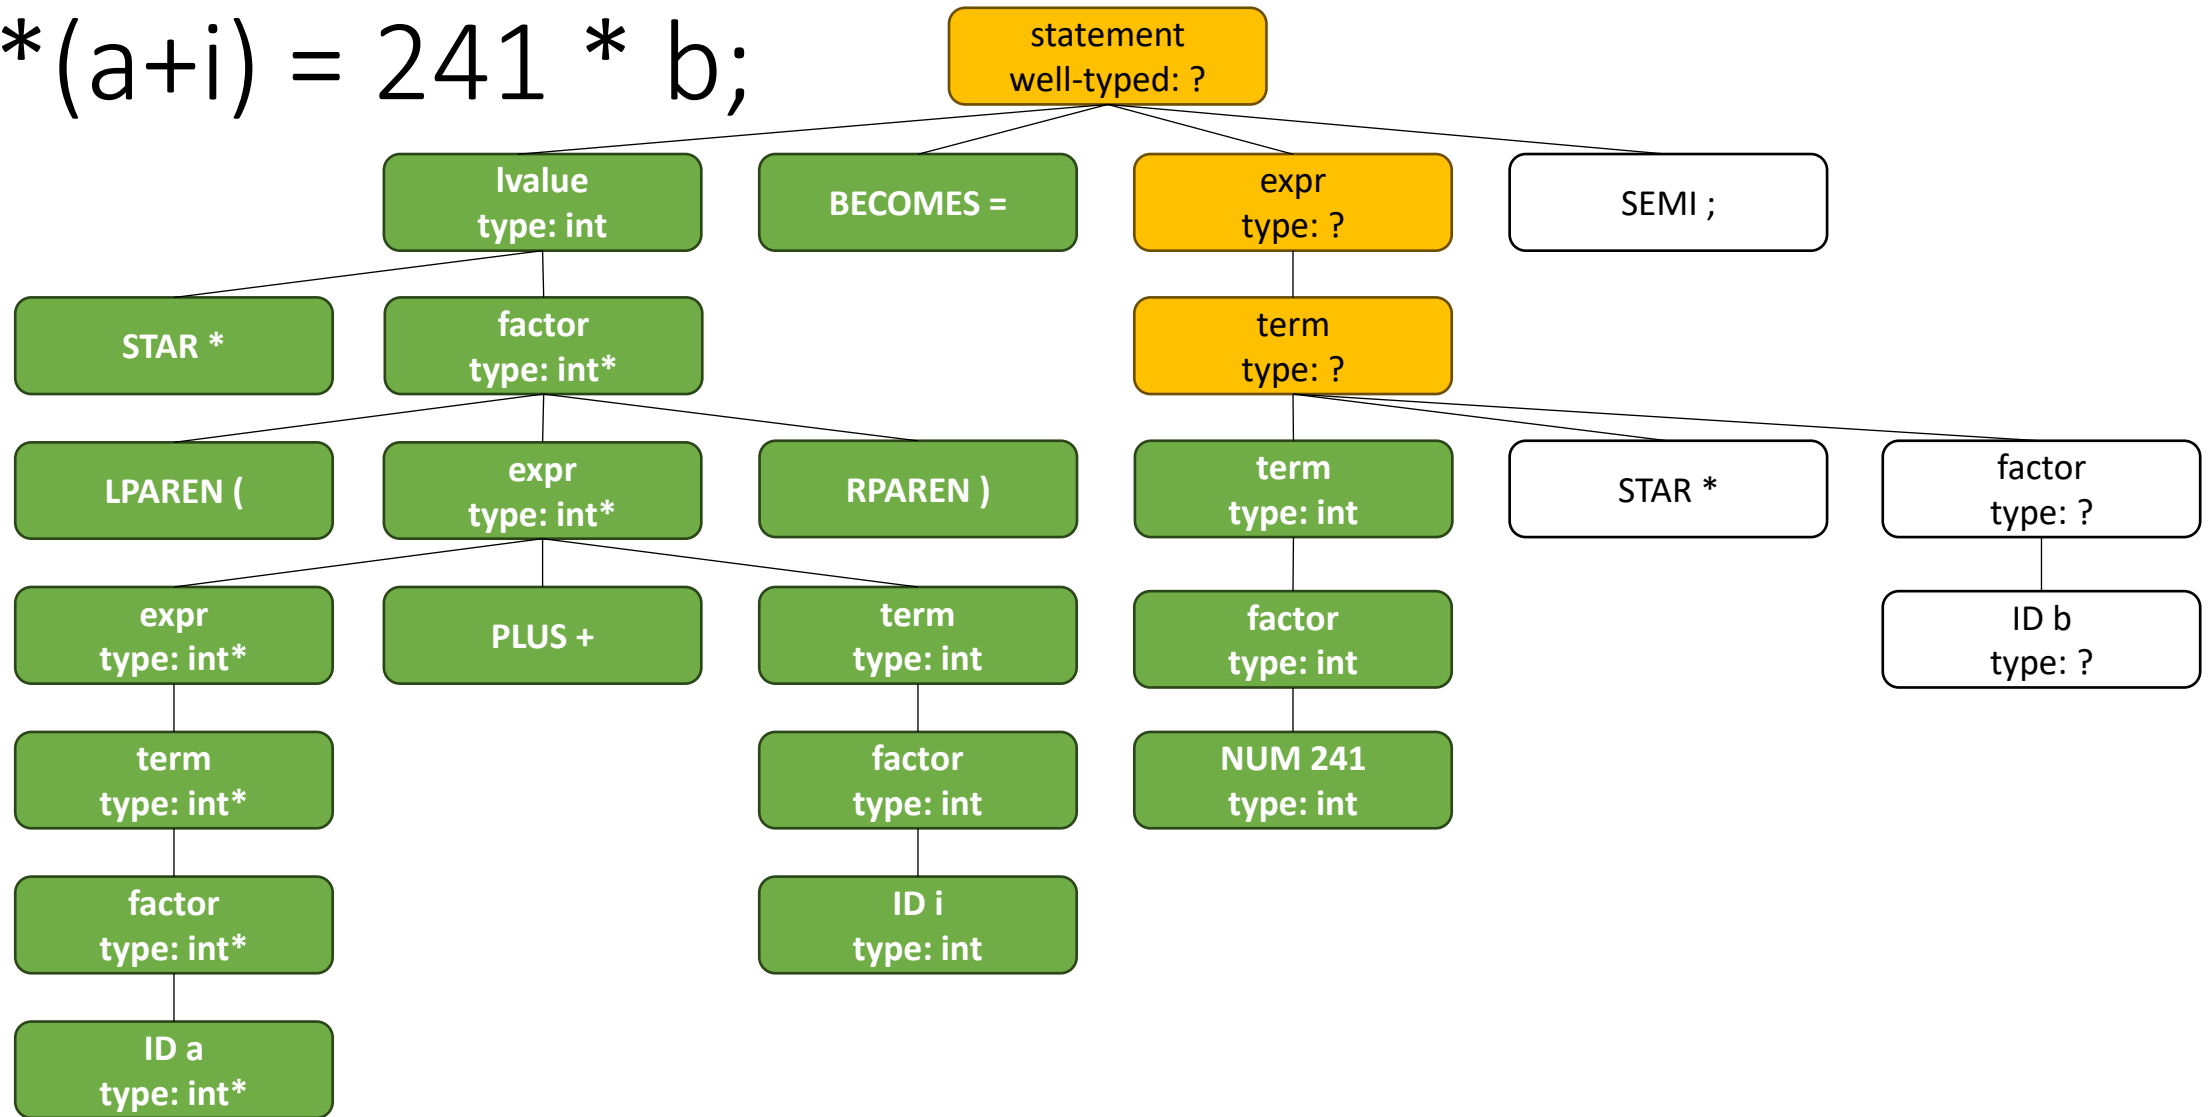 *(a+i) = 241 * b;
statement
well-typed: ?
lvalue
type: int
BECOMES =
expr
type: ?
SEMI ;
STAR *
factor
type: int*
term
type: ?
LPAREN (
expr
type: int*
RPAREN )
term
type: int
STAR *
factor
type: ?
expr
type: int*
PLUS +
term
type: int
factor
type: int
ID b
type: ?
term
type: int*
factor
type: int
NUM 241
type: int
factor
type: int*
ID i
type: int
ID a
type: int*